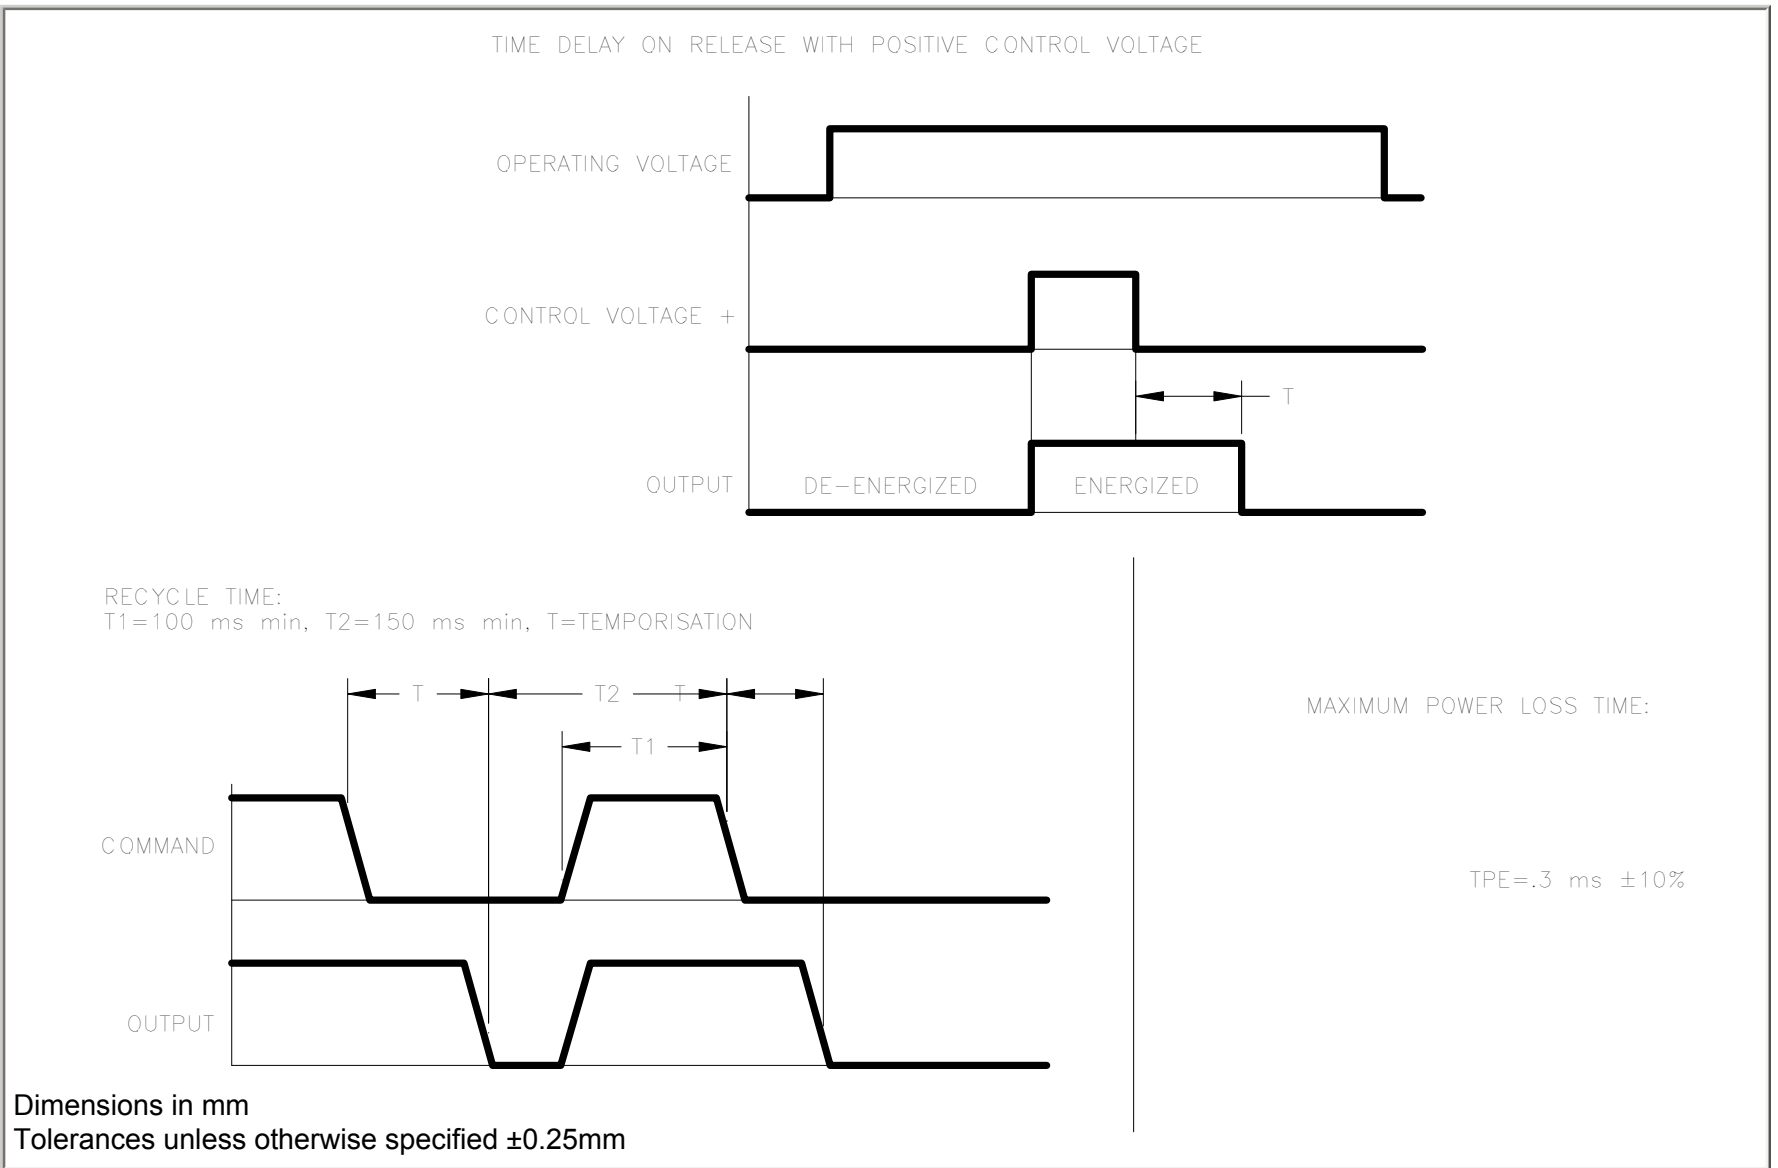 TIME DELAY ON RELEASE WITH POSITIVE CONTROL VOLTAGE
OPERATING VOLTAGE
CONTROL VOLTAGE +
T
OUTPUT
DE-ENERGIZED
ENERGIZED
RECYCLE TIME:
T1=100 ms min, T2=150 ms min, T=TEMPORISATION
T
T2
T
T1
COMMAND
OUTPUT
MAXIMUM POWER LOSS TIME:
TPE=.3 ms ±10%
Dimensions in mm
Tolerances unless otherwise specified ±0.25mm